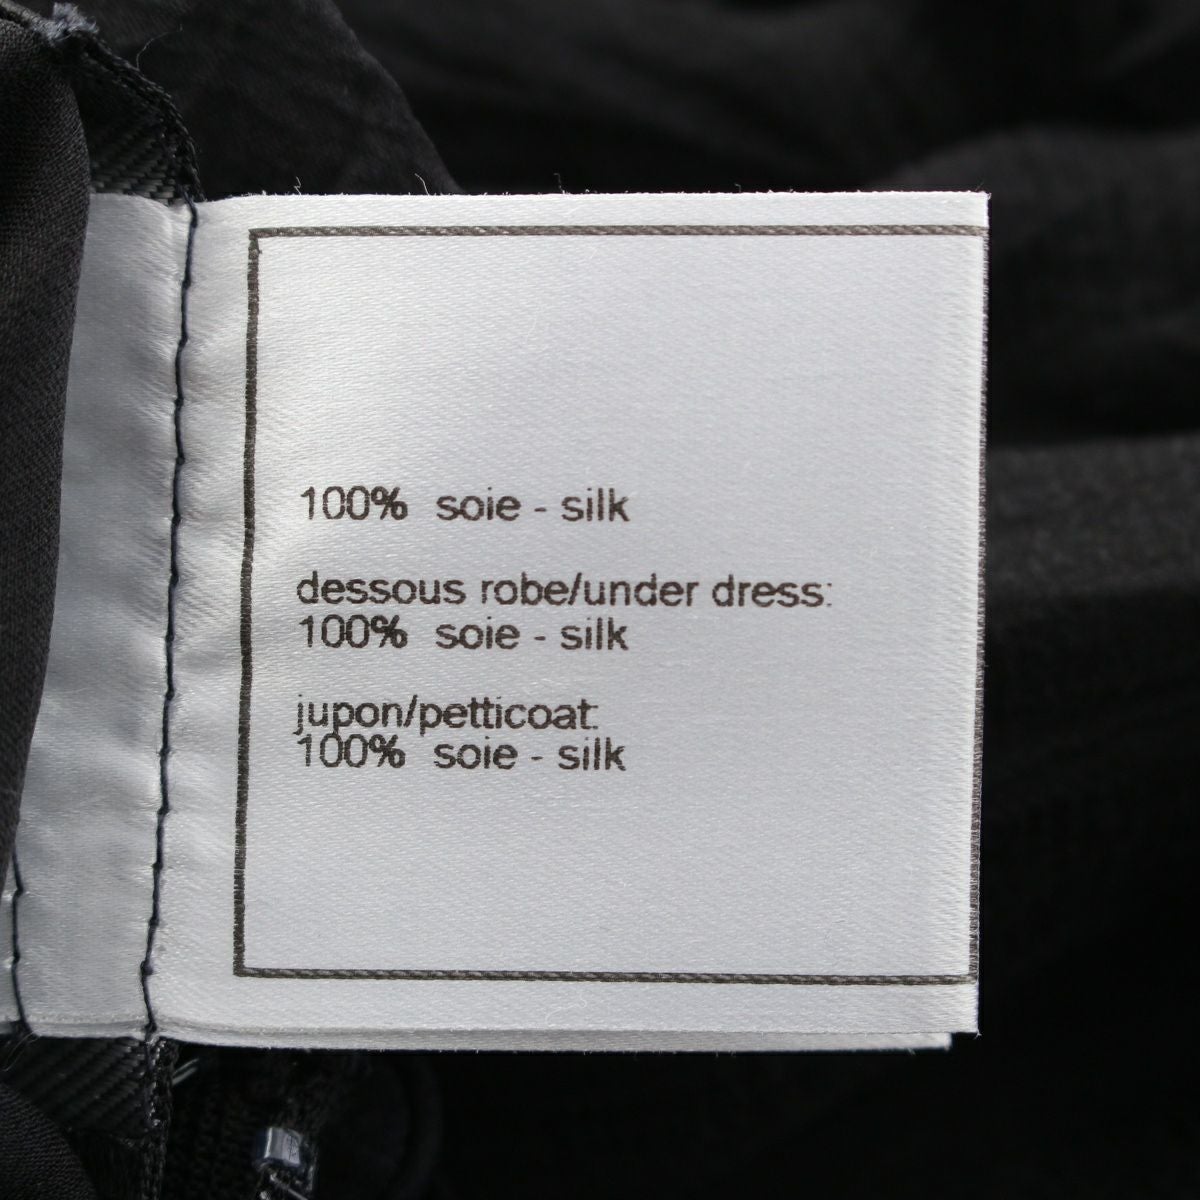 100% soie - silk
dessous robe/under dress:
100% soie - silk
jupon/petticoat:
100% soie - silk